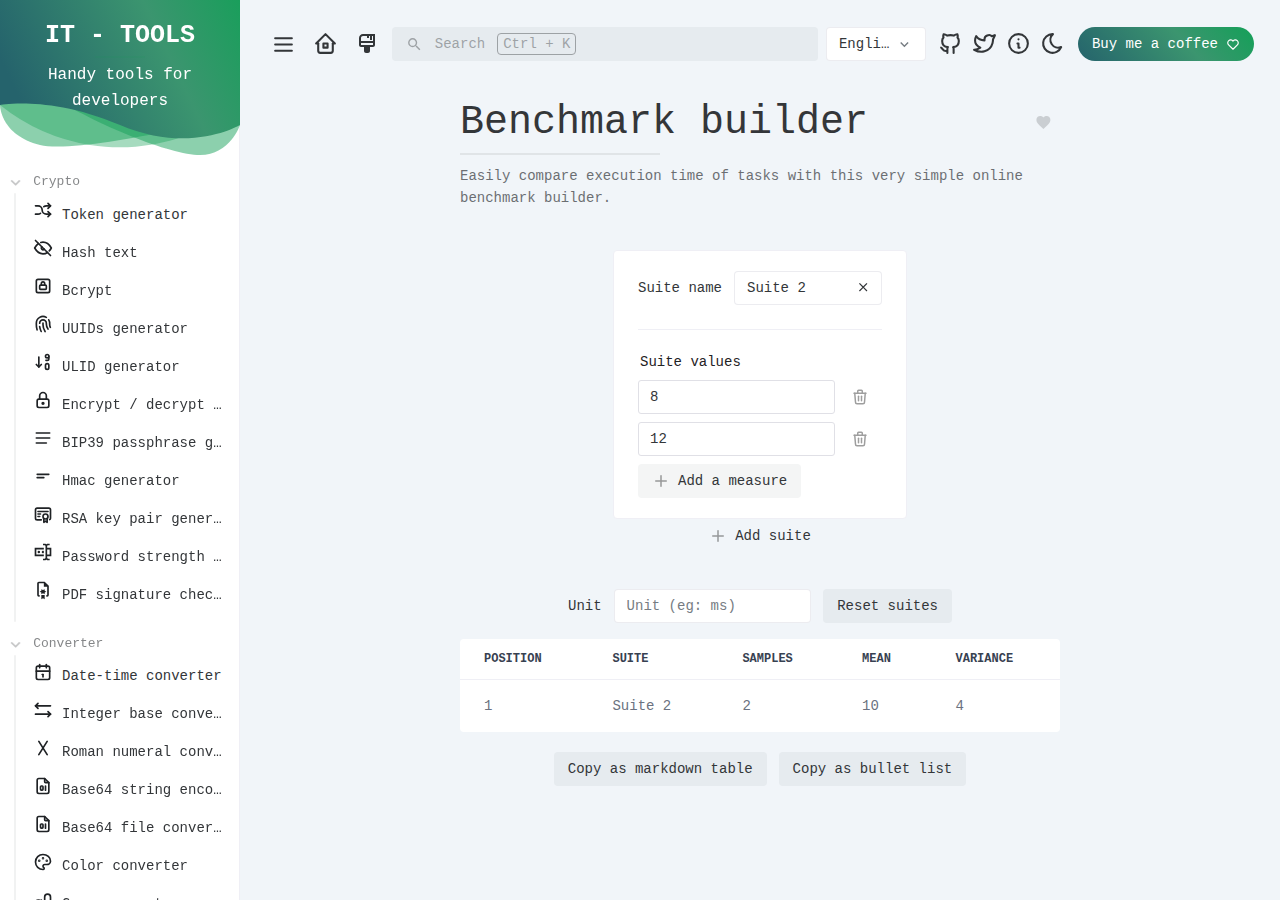 IT - TOOLS
Handy tools for
developers
Crypto
Token generator
Hash text
Bcrypt
UUIDs generator
ULID generator
Encrypt / decrypt …
BIP39 passphrase g…
Hmac generator
RSA key pair gener…
Password strength …
PDF signature chec…
Converter
Date-time converter
Integer base conve…
Roman numeral conv…
Base64 string enco…
Base64 file conver…
Color converter
Search Ctrl + K
Engli…
Buy me a coffee
Benchmark builder
Easily compare execution time of tasks with this very simple online
benchmark builder.
Suite name Suite 2
Suite values
8
12
Add a measure
Add suite
Unit Unit (eg: ms) Reset suites
POSITION SUITE SAMPLES MEAN VARIANCE
1 Suite 2 2 10 4
Copy as markdown table Copy as bullet list